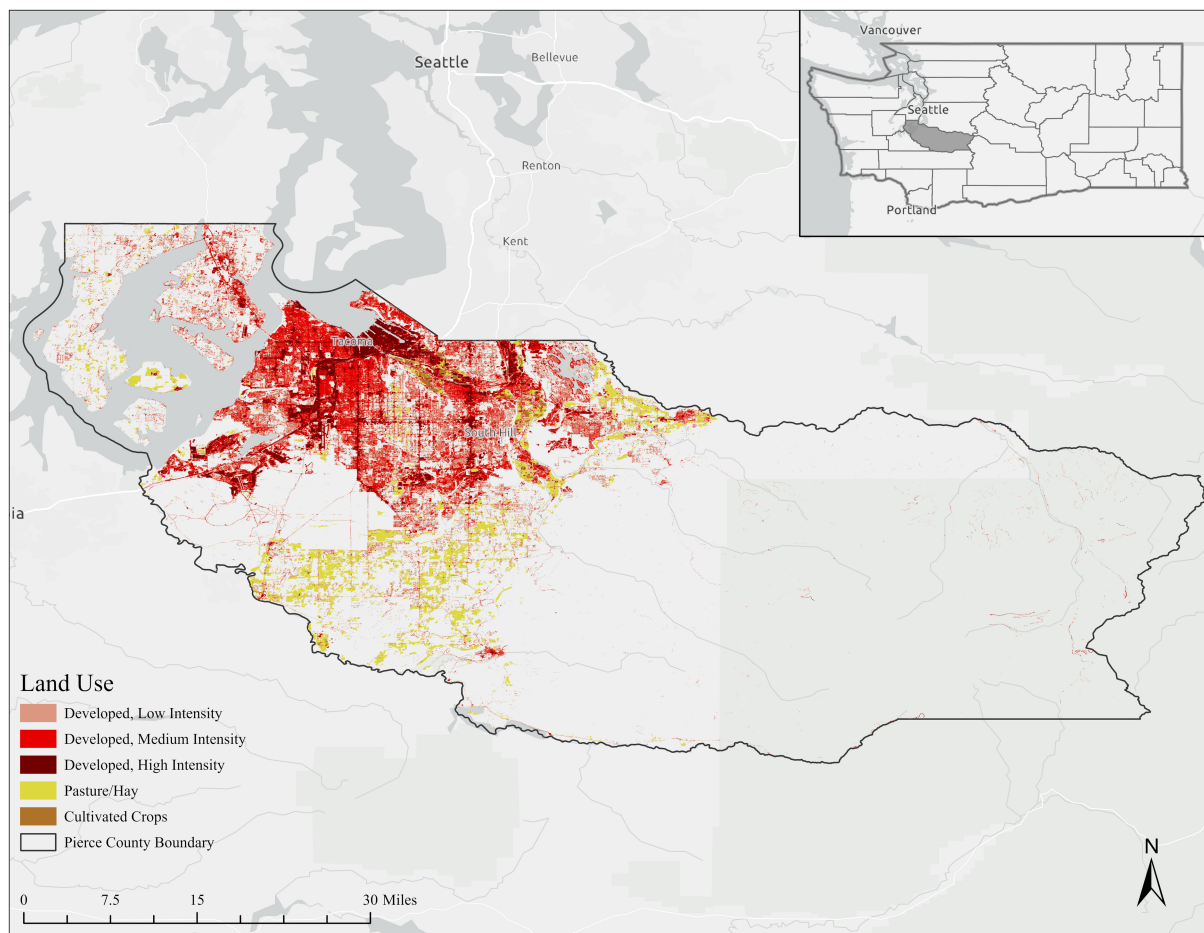 Vancouver
Seattle
Portland
Seattle
Bellevue
Renton
Kent
Tacoma
South Hill
ia
Land Use
Developed, Low Intensity
Developed, Medium Intensity
Developed, High Intensity
Pasture/Hay
Cultivated Crops
Pierce County Boundary
0 7.5 15 30 Miles
N